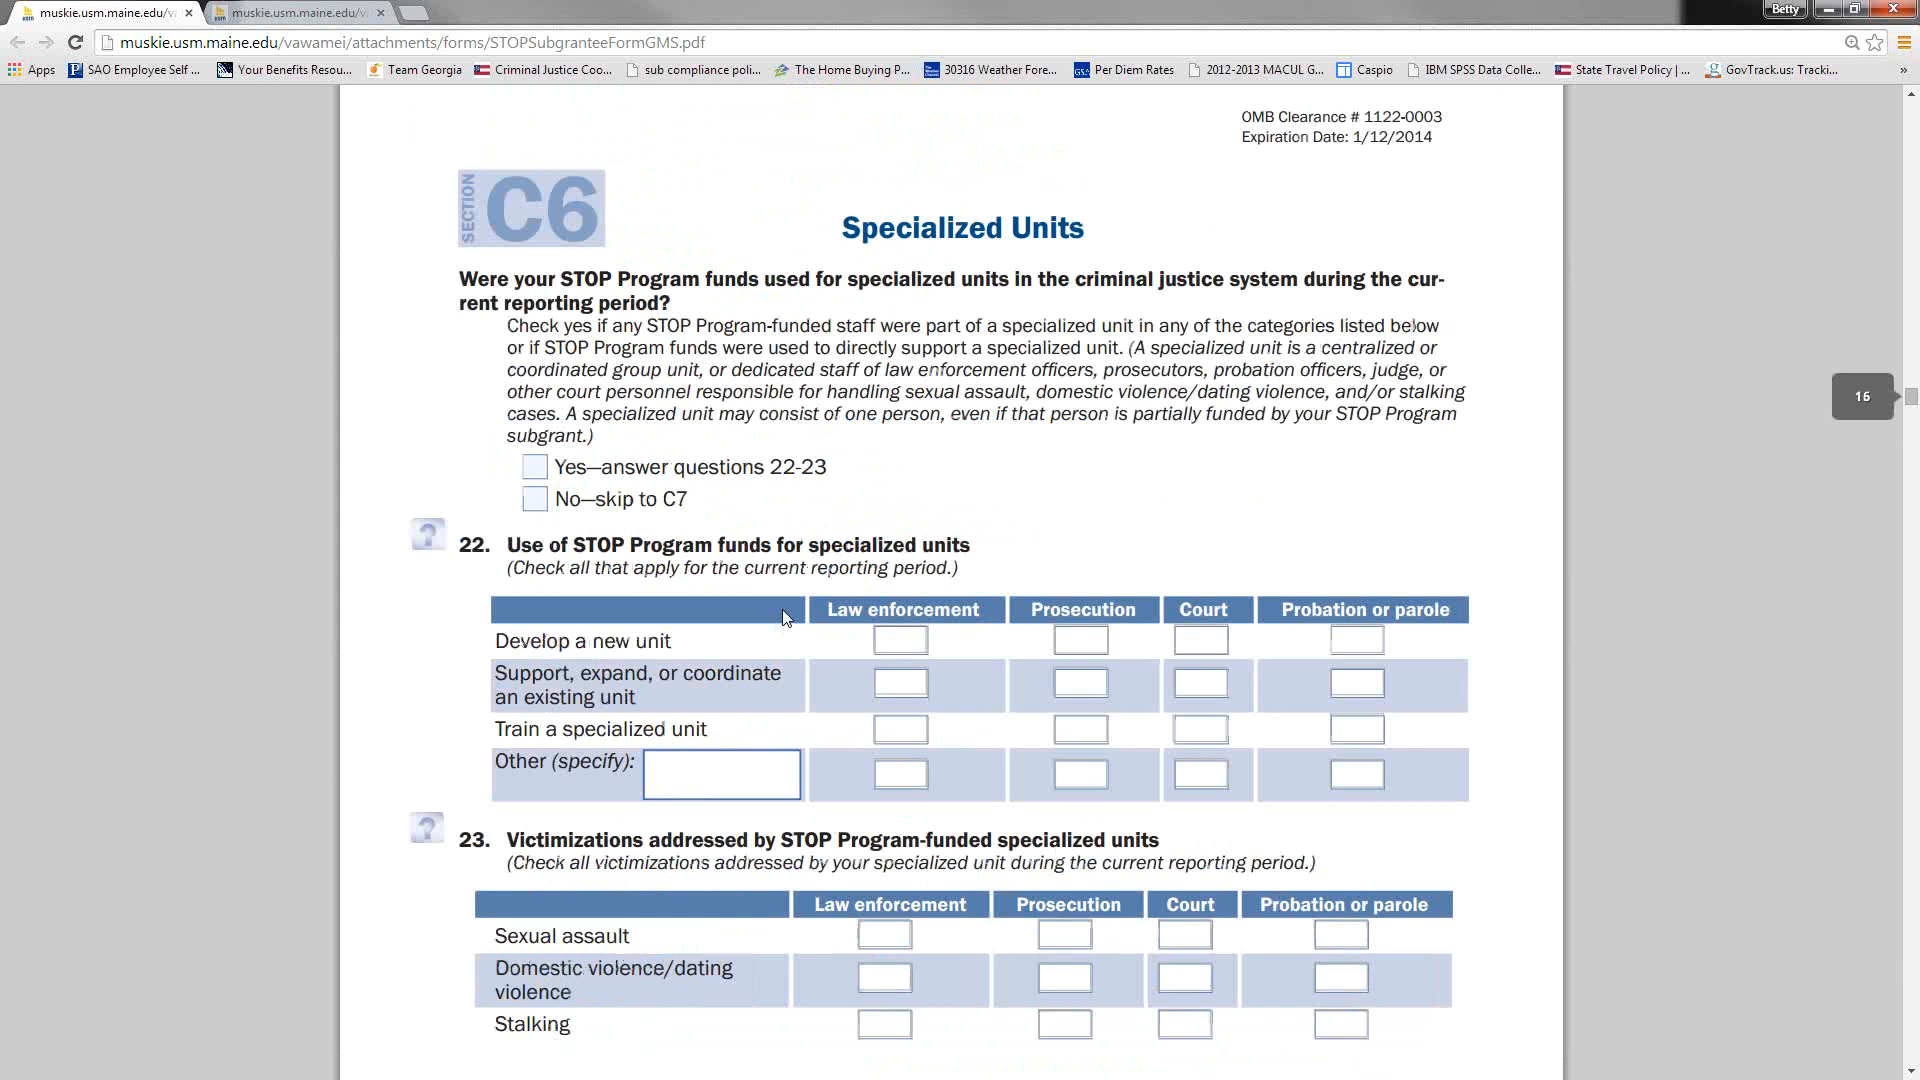 muskie.usm.maine.edu/v
muskie.usm.maine.edu/v
Betty
muskie.usm.maine.edu/vawamei/attachments/forms/STOPSubgranteeFormGMS.pdf
Apps SAO Employee Self ... Your Benefits Resou... Team Georgia Criminal Justice Coo... sub compliance poli... The Home Buying P... 30316 Weather Fore... Per Diem Rates 2012-2013 MACUL G... Caspio IBM SPSS Data Colle... State Travel Policy | ... GovTrack.us: Tracki... »
OMB Clearance # 1122-0003
Expiration Date: 1/12/2014
SECTION C6
Specialized Units
Were your STOP Program funds used for specialized units in the criminal justice system during the cur-
rent reporting period?
Check yes if any STOP Program-funded staff were part of a specialized unit in any of the categories listed below
or if STOP Program funds were used to directly support a specialized unit. (A specialized unit is a centralized or
coordinated group unit, or dedicated staff of law enforcement officers, prosecutors, probation officers, judge, or
other court personnel responsible for handling sexual assault, domestic violence/dating violence, and/or stalking
cases. A specialized unit may consist of one person, even if that person is partially funded by your STOP Program
subgrant.)
16
Yes—answer questions 22-23
No—skip to C7
?
22. Use of STOP Program funds for specialized units
(Check all that apply for the current reporting period.)
Law enforcement Prosecution Court Probation or parole
Develop a new unit
Support, expand, or coordinate
an existing unit
Train a specialized unit
Other (specify):
?
23. Victimizations addressed by STOP Program-funded specialized units
(Check all victimizations addressed by your specialized unit during the current reporting period.)
Law enforcement Prosecution Court Probation or parole
Sexual assault
Domestic violence/dating
violence
Stalking